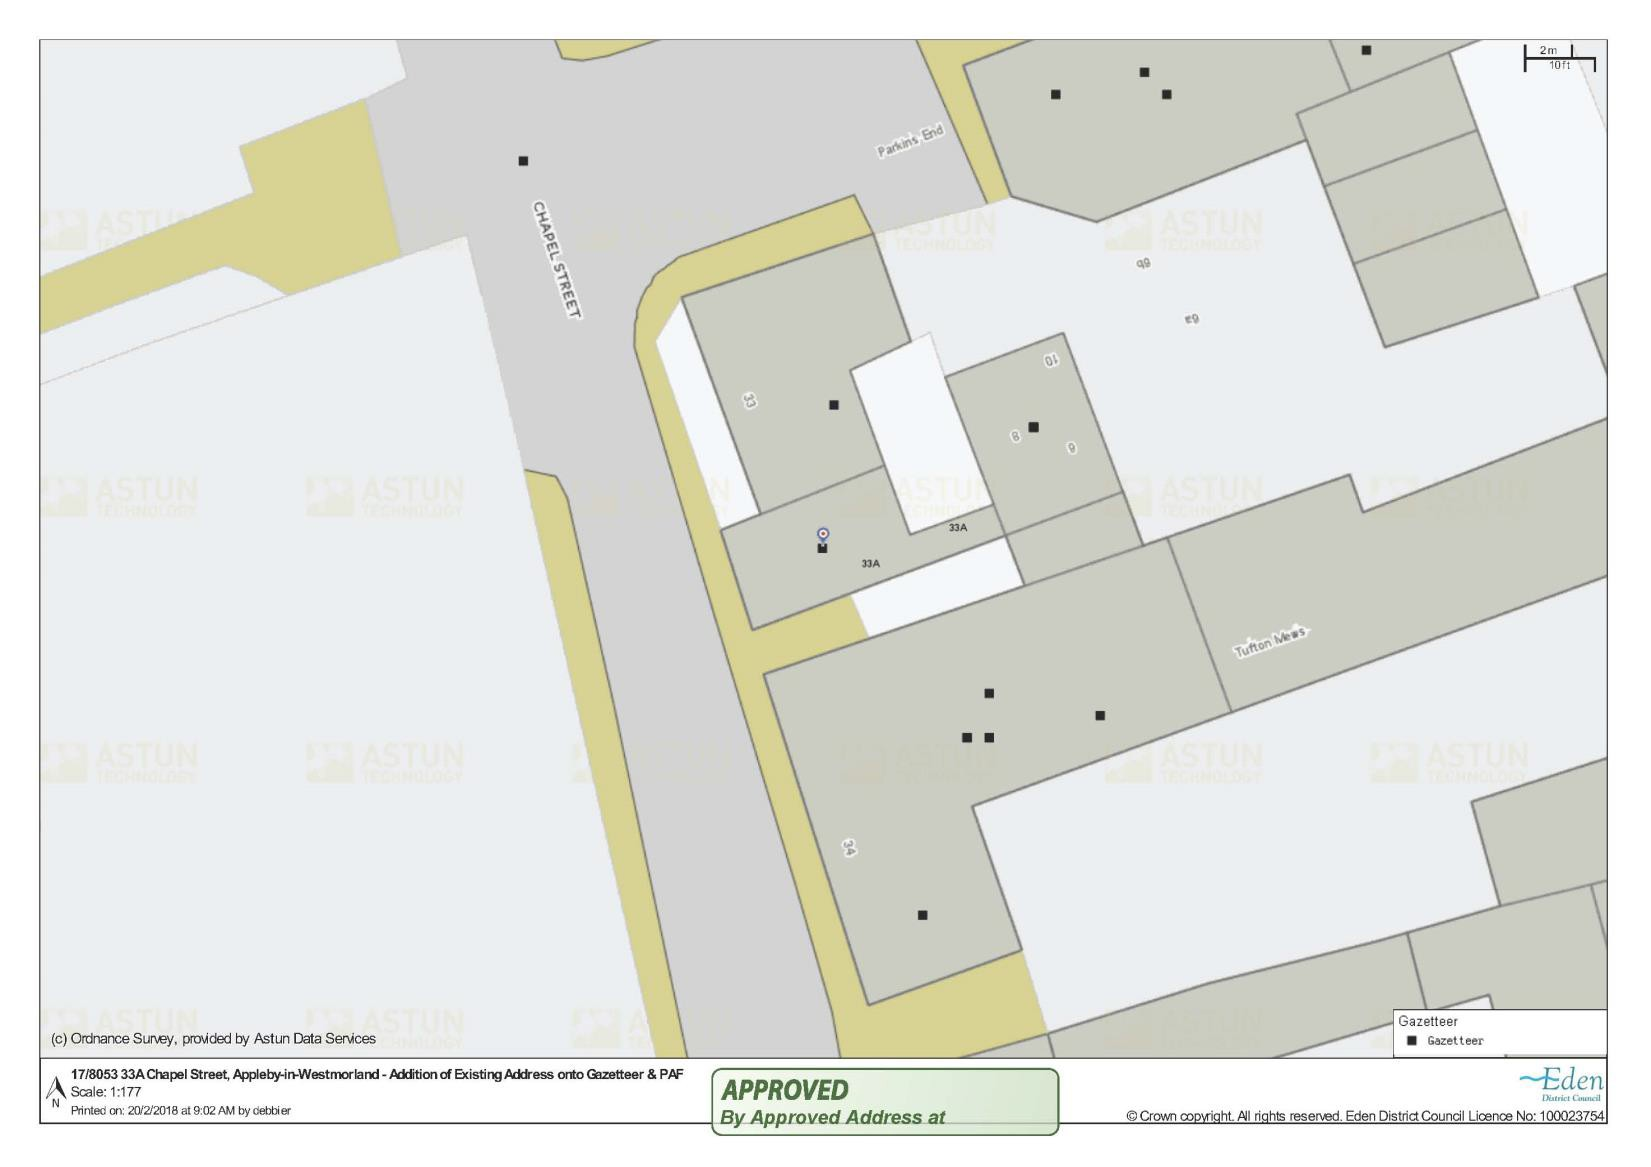 2m
10ft
Parkins End
CHAPEL STREET
ASTUN
TECHNOLOGY
6b
6a
10
33
8
9
33A
33A
Tufton Mews
34
(c) Ordnance Survey, provided by Astun Data Services
Gazetteer
Gazetteer
17/8053 33A Chapel Street, Appleby-in-Westmorland - Addition of Existing Address onto Gazetteer & PAF
Scale: 1:177
N
Printed on: 20/2/2018 at 9:02 AM by debbier
APPROVED
By Approved Address at
Eden
District Council
© Crown copyright. All rights reserved. Eden District Council Licence No: 100023754